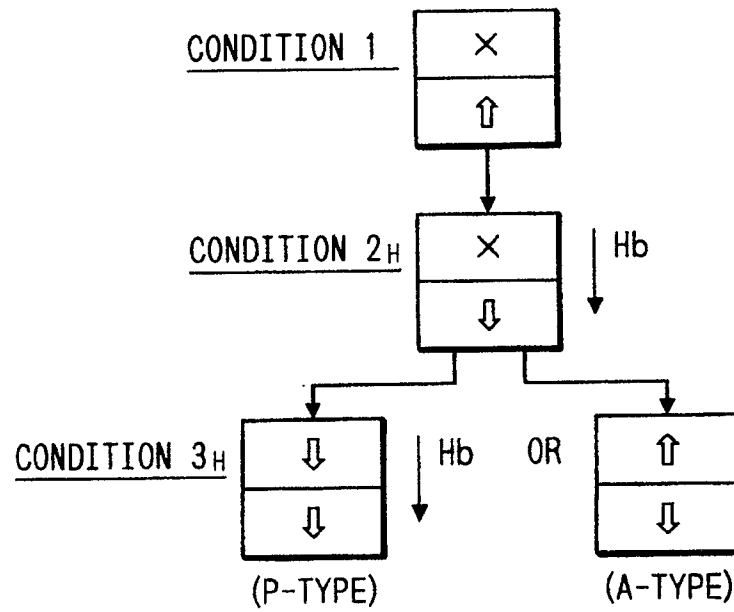 CONDITION 1
CONDITION 2H
Hb
CONDITION 3H
Hb
OR
(P-TYPE)
(A-TYPE)